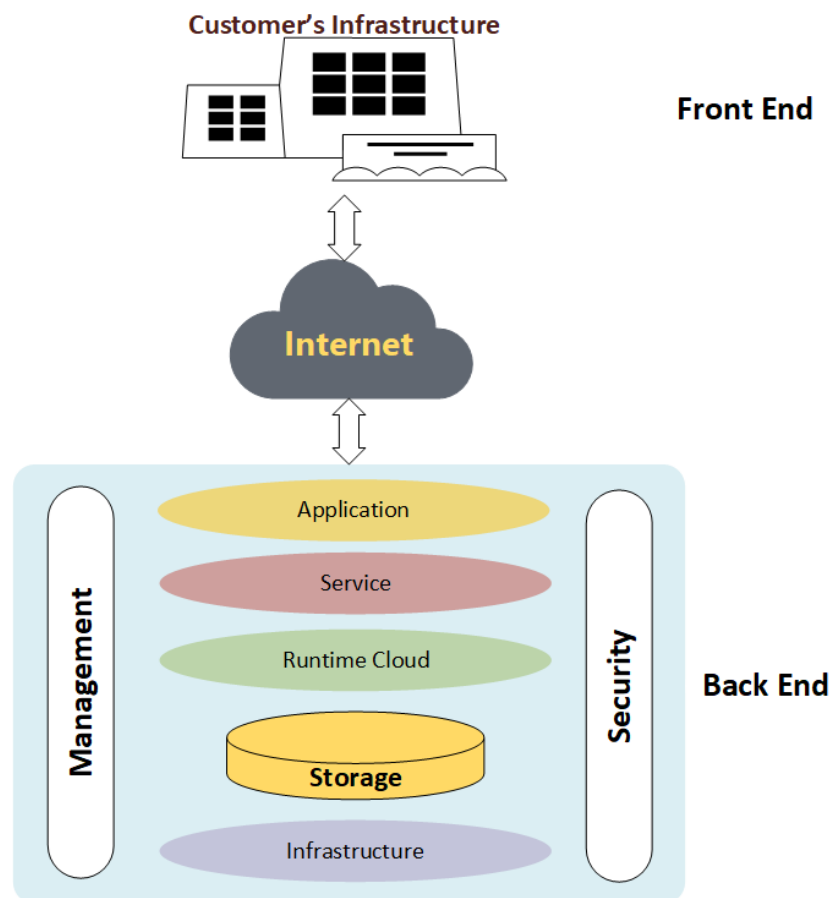 Customer's Infrastructure
Front End
Internet
Application
Service
Runtime Cloud
Storage
Infrastructure
Management
Security
Back End